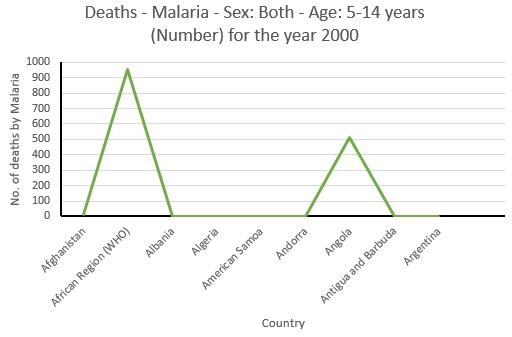 Deaths - Malaria - Sex: Both - Age: 5-14 years
(Number) for the year 2000
No. of deaths by Malaria
1000
900
800
700
600
500
400
300
200
100
0
Afghanistan
African Region (WHO)
Albania
Algeria
American Samoa
Andorra
Angola
Antigua and Barbuda
Argentina
Country